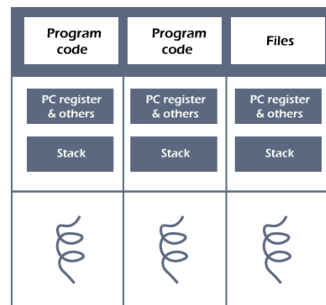 Program
code
Program
code
Files
PC register
& others
PC register
& others
PC register
& others
Stack
Stack
Stack